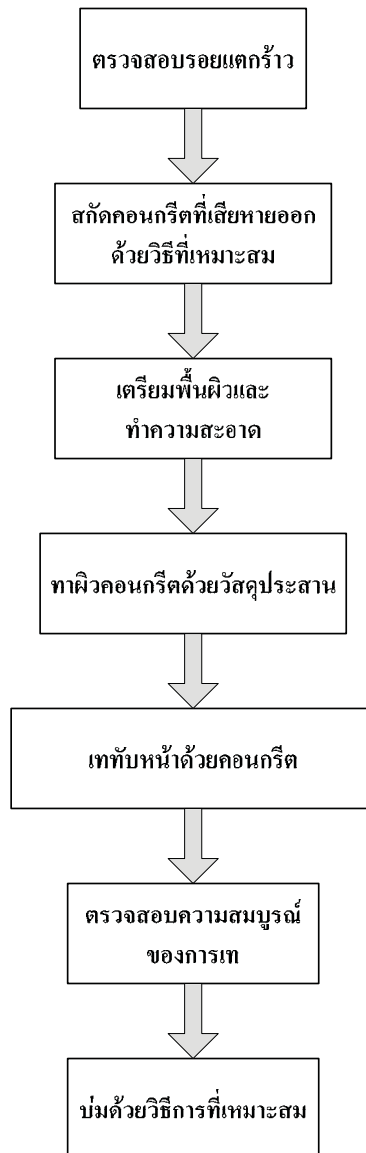 ตรวจสอบรอยแตกร้าว
สกัดคอนกรีตที่เสียหายออก
ด้วยวิธีที่เหมาะสม
เตรียมพื้นผิวและ
ทำความสะอาด
ทาผิวคอนกรีตด้วยวัสดุประสาน
เททับหน้าด้วยคอนกรีต
ตรวจสอบความสมบูรณ์
ของการเท
บ่มด้วยวิธีการที่เหมาะสม